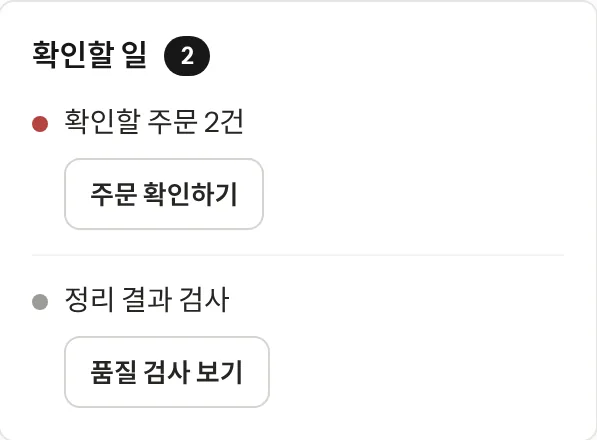 확인할 일 2
확인할 주문 2건
주문 확인하기
정리 결과 검사
품질 검사 보기